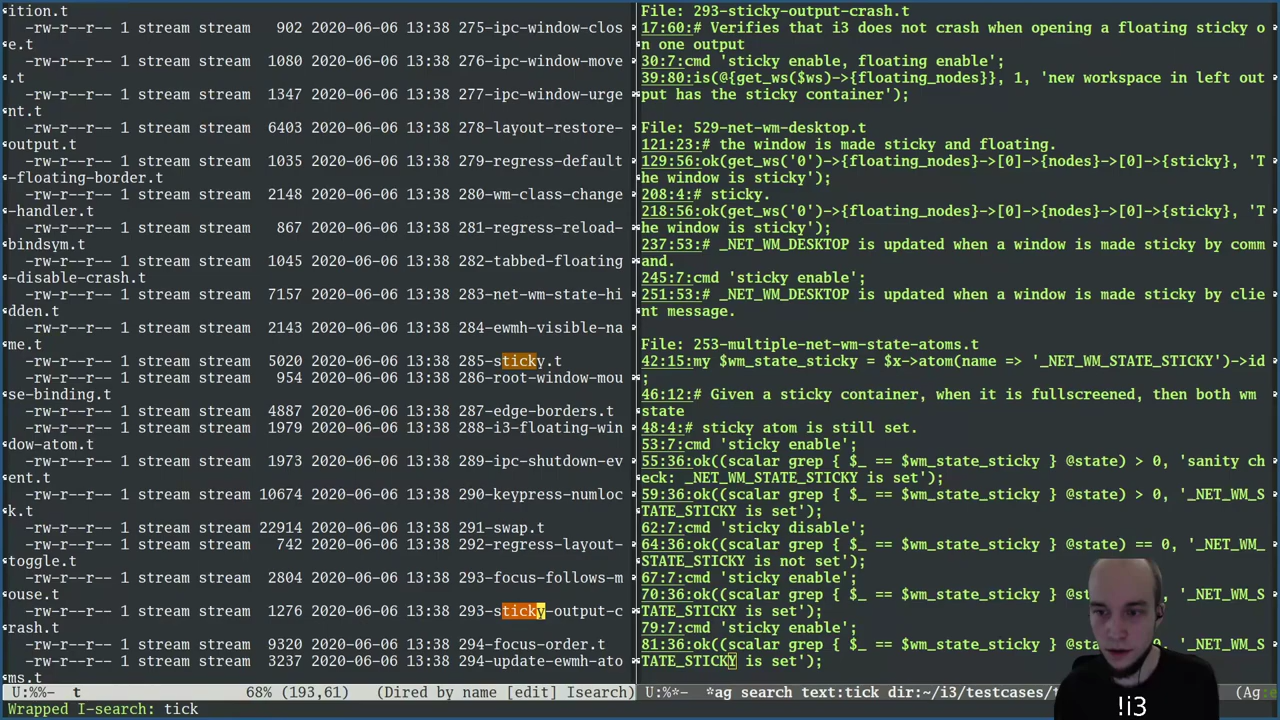 ition.t
-rw-r--r-- 1 stream stream 902 2020-06-06 13:38 275-ipc-window-clos
e.t
-rw-r--r-- 1 stream stream 1080 2020-06-06 13:38 276-ipc-window-move
.t
-rw-r--r-- 1 stream stream 1347 2020-06-06 13:38 277-ipc-window-urge
nt.t
-rw-r--r-- 1 stream stream 6403 2020-06-06 13:38 278-layout-restore-
output.t
-rw-r--r-- 1 stream stream 1035 2020-06-06 13:38 279-regress-default
-floating-border.t
-rw-r--r-- 1 stream stream 2148 2020-06-06 13:38 280-wm-class-change
-handler.t
-rw-r--r-- 1 stream stream 867 2020-06-06 13:38 281-regress-reload-
bindsym.t
-rw-r--r-- 1 stream stream 1045 2020-06-06 13:38 282-tabbed-floating
-disable-crash.t
-rw-r--r-- 1 stream stream 7157 2020-06-06 13:38 283-net-wm-state-hi
dden.t
-rw-r--r-- 1 stream stream 2143 2020-06-06 13:38 284-ewmh-visible-na
me.t
-rw-r--r-- 1 stream stream 5020 2020-06-06 13:38 285-sticky.t
-rw-r--r-- 1 stream stream 954 2020-06-06 13:38 286-root-window-mou
se-binding.t
-rw-r--r-- 1 stream stream 4887 2020-06-06 13:38 287-edge-borders.t
-rw-r--r-- 1 stream stream 1979 2020-06-06 13:38 288-i3-floating-win
dow-atom.t
-rw-r--r-- 1 stream stream 1973 2020-06-06 13:38 289-ipc-shutdown-ev
ent.t
-rw-r--r-- 1 stream stream 10674 2020-06-06 13:38 290-keypress-numloc
k.t
-rw-r--r-- 1 stream stream 22914 2020-06-06 13:38 291-swap.t
-rw-r--r-- 1 stream stream 742 2020-06-06 13:38 292-regress-layout-
toggle.t
-rw-r--r-- 1 stream stream 2804 2020-06-06 13:38 293-focus-follows-m
ouse.t
-rw-r--r-- 1 stream stream 1276 2020-06-06 13:38 293-sticky-output-c
rash.t
-rw-r--r-- 1 stream stream 9320 2020-06-06 13:38 294-focus-order.t
-rw-r--r-- 1 stream stream 3237 2020-06-06 13:38 294-update-ewmh-ato
ms.t
U:%%- t 68% (193,61) (Dired by name [edit] Isearch)
Wrapped I-search: tick
File: 293-sticky-output-crash.t
17:60:# Verifies that i3 does not crash when opening a floating sticky o
n one output
30:7:cmd 'sticky enable, floating enable';
39:80:is(@{get_ws($ws)->{floating_nodes}}, 1, 'new workspace in left out
put has the sticky container');
File: 529-net-wm-desktop.t
121:23:# the window is made sticky and floating.
129:56:ok(get_ws('0')->{floating_nodes}->[0]->{nodes}->[0]->{sticky}, 'T
he window is sticky');
208:4:# sticky.
218:56:ok(get_ws('0')->{floating_nodes}->[0]->{nodes}->[0]->{sticky}, 'T
he window is sticky');
237:53:# _NET_WM_DESKTOP is updated when a window is made sticky by comm
and.
245:7:cmd 'sticky enable';
251:53:# _NET_WM_DESKTOP is updated when a window is made sticky by clie
nt message.
File: 253-multiple-net-wm-state-atoms.t
42:15:my $wm_state_sticky = $x->atom(name => '_NET_WM_STATE_STICKY')->id
;
46:12:# Given a sticky container, when it is fullscreened, then both wm
state
48:4:# sticky atom is still set.
53:7:cmd 'sticky enable';
55:36:ok((scalar grep { $_ == $wm_state_sticky } @state) > 0, 'sanity ch
eck: _NET_WM_STATE_STICKY is set');
59:36:ok((scalar grep { $_ == $wm_state_sticky } @state) > 0, '_NET_WM_S
TATE_STICKY is set');
62:7:cmd 'sticky disable';
64:36:ok((scalar grep { $_ == $wm_state_sticky } @state) == 0, '_NET_WM_
STATE_STICKY is not set');
67:7:cmd 'sticky enable';
70:36:ok((scalar grep { $_ == $wm_state_sticky } @state) > 0, '_NET_WM_S
TATE_STICKY is set');
79:7:cmd 'sticky enable';
81:36:ok((scalar grep { $_ == $wm_state_sticky } @state) > 0, '_NET_WM_S
TATE_STICKY is set');
U:%*- *ag search text:tick dir:~/i3/testcases/ (Ag:
!i3